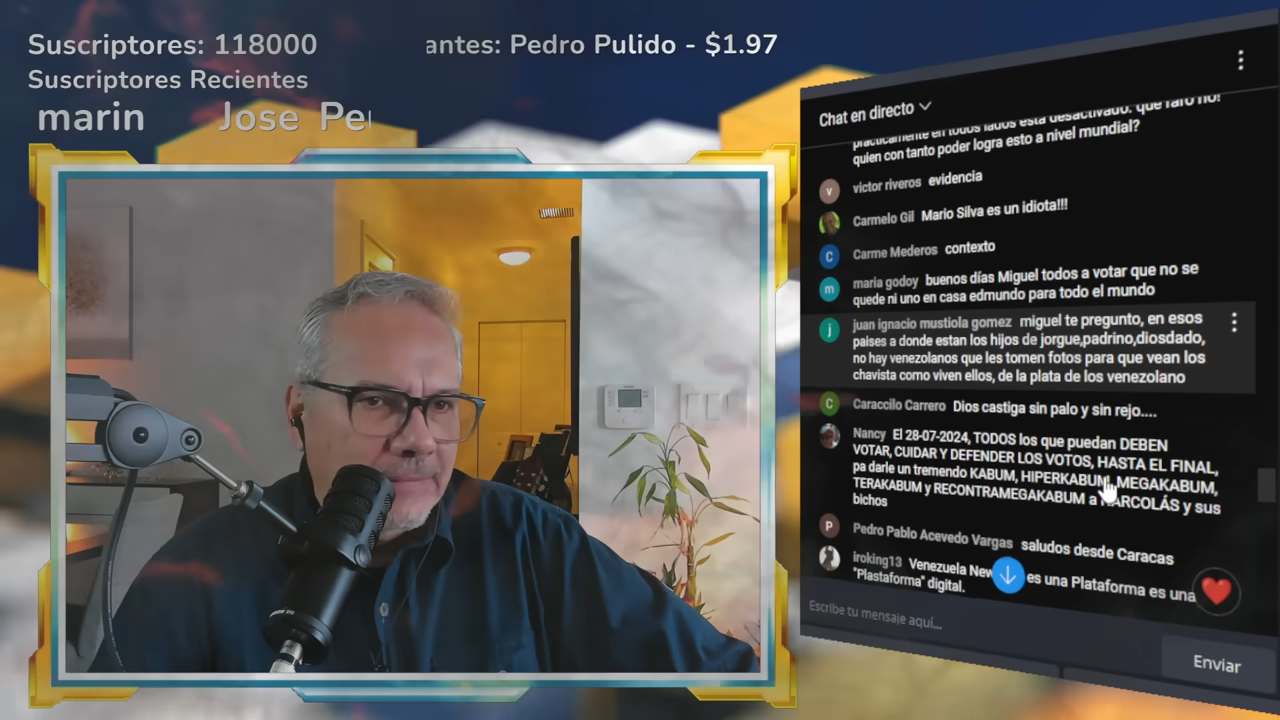 Suscriptores: 118000
antes: Pedro Pulido - $1.97
Suscriptores Recientes
marin Jose Pe
Chat en directo
prácticamente en todos lados está desactivado. que raro no!
quien con tanto poder logra esto a nivel mundial?
victor riveros evidencia
Carmelo Gil Mario Silva es un idiota!!!
Carme Mederos contexto
maria godoy buenos días Miguel todos a votar que no se
quede ni uno en casa edmundo para todo el mundo
juan ignacio mustiola gomez miguel te pregunto, en esos
paises a donde estan los hijos de jorgue,padrino,diosdado,
no hay venezolanos que les tomen fotos para que vean los
chavista como viven ellos, de la plata de los venezolano
Caraccilo Carrero Dios castiga sin palo y sin rejo....
Nancy El 28-07-2024, TODOS los que puedan DEBEN
VOTAR, CUIDAR Y DEFENDER LOS VOTOS, HASTA EL FINAL,
pa darle un tremendo KABUM, HIPERKABUM, MEGAKABUM,
TERAKABUM y RECONTRAMEGAKABUM a NARCOLÁS y sus
bichos
Pedro Pablo Acevedo Vargas saludos desde Caracas
iroking13 Venezuela New es una Plataforma es una
"Plastaforma" digital.
Escribe tu mensaje aquí...
Enviar